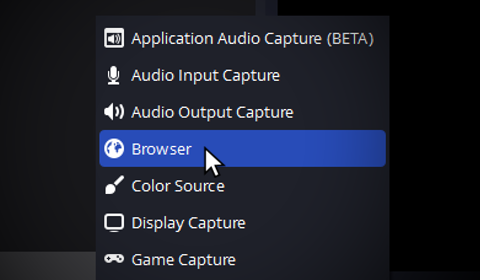 Application Audio Capture (BETA)
Audio Input Capture
Audio Output Capture
Browser
Color Source
Display Capture
Game Capture